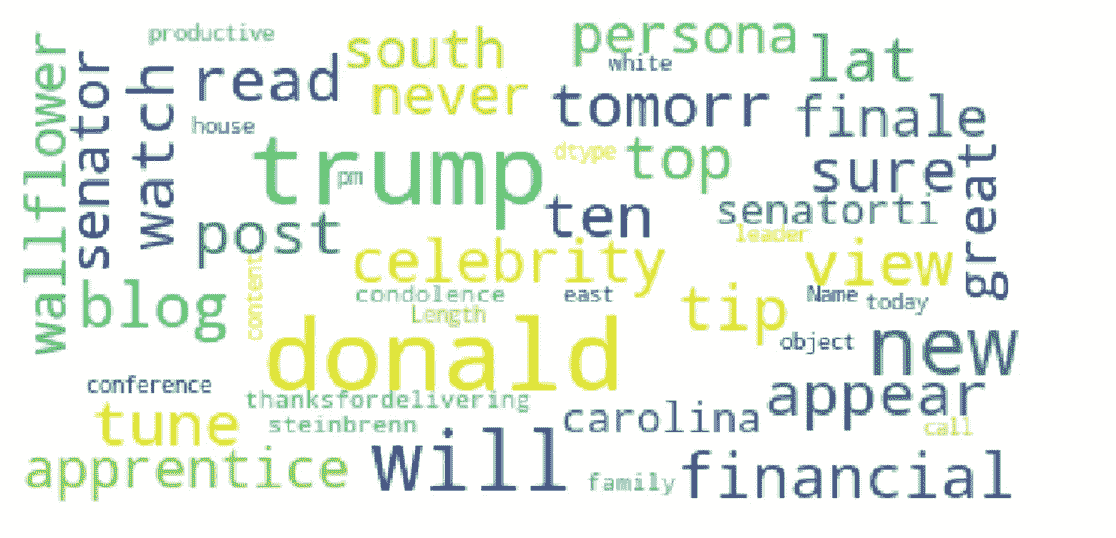 productive
south
persona
white
lat
wallflower
senator
watch
read
never
tomorr
finale
house
trump
pm
dtype
top
sure
great
post
ten
senatorti
leader
celebrity
view
content
blog
condolence
east
tip
Name
today
Length
donald
object
new
conference
thanksfordelivering
appear
tune
steinbrenn
carolina
call
apprentice
will
family
financial